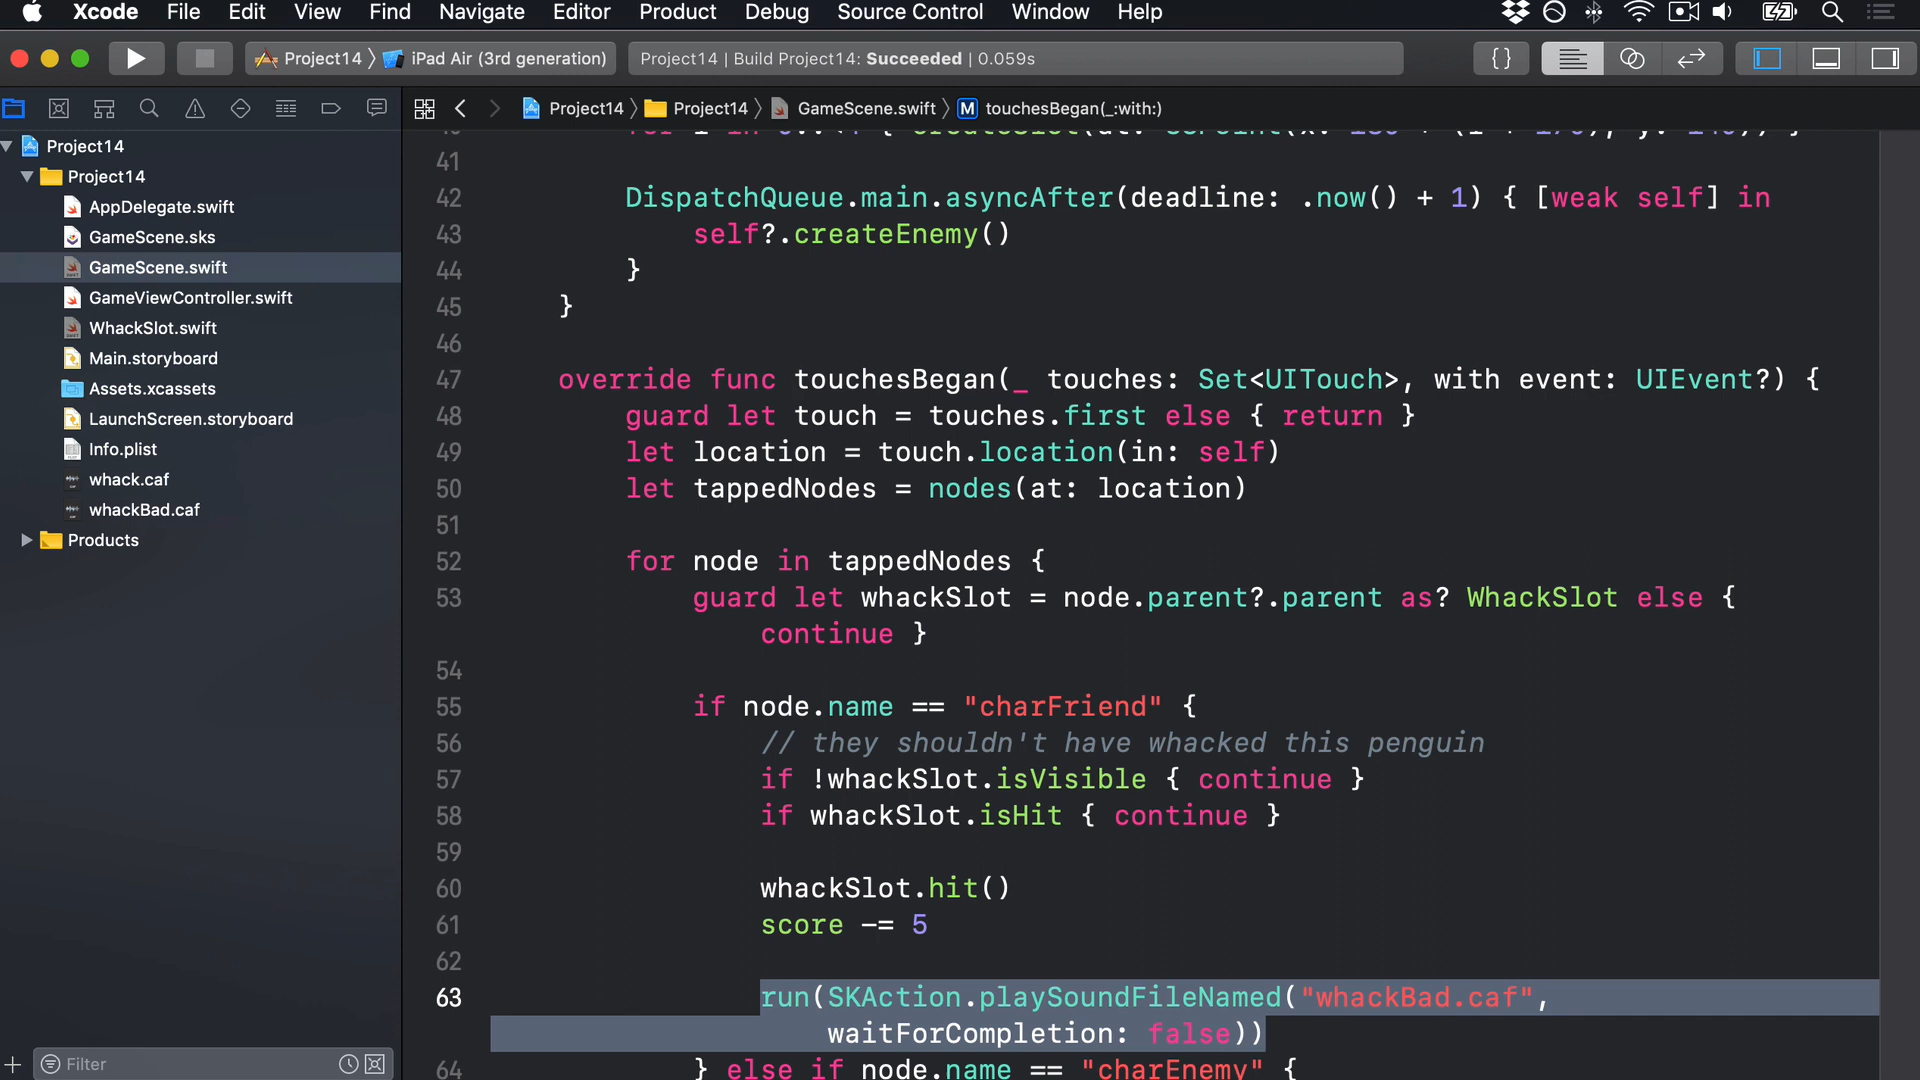 Xcode File Edit View Find Navigate Editor Product Debug Source Control Window Help
Project14 iPad Air (3rd generation)
Project14 | Build Project14: Succeeded | 0.059s
Project14 Project14 GameScene.swift M touchesBegan(_:with:)
Project14
Project14
AppDelegate.swift
GameScene.sks
GameScene.swift
GameViewController.swift
WhackSlot.swift
Main.storyboard
Assets.xcassets
LaunchScreen.storyboard
Info.plist
whack.caf
whackBad.caf
Products
Filter
41
42 DispatchQueue.main.asyncAfter(deadline: .now() + 1) { [weak self] in
43 self?.createEnemy()
44 }
45 }
46
47 override func touchesBegan(_ touches: Set<UITouch>, with event: UIEvent?) {
48 guard let touch = touches.first else { return }
49 let location = touch.location(in: self)
50 let tappedNodes = nodes(at: location)
51
52 for node in tappedNodes {
53 guard let whackSlot = node.parent?.parent as? WhackSlot else {
continue }
54
55 if node.name == "charFriend" {
56 // they shouldn't have whacked this penguin
57 if !whackSlot.isVisible { continue }
58 if whackSlot.isHit { continue }
59
60 whackSlot.hit()
61 score -= 5
62
63 run(SKAction.playSoundFileNamed("whackBad.caf",
waitForCompletion: false))
64 } else if node.name == "charEnemy" {